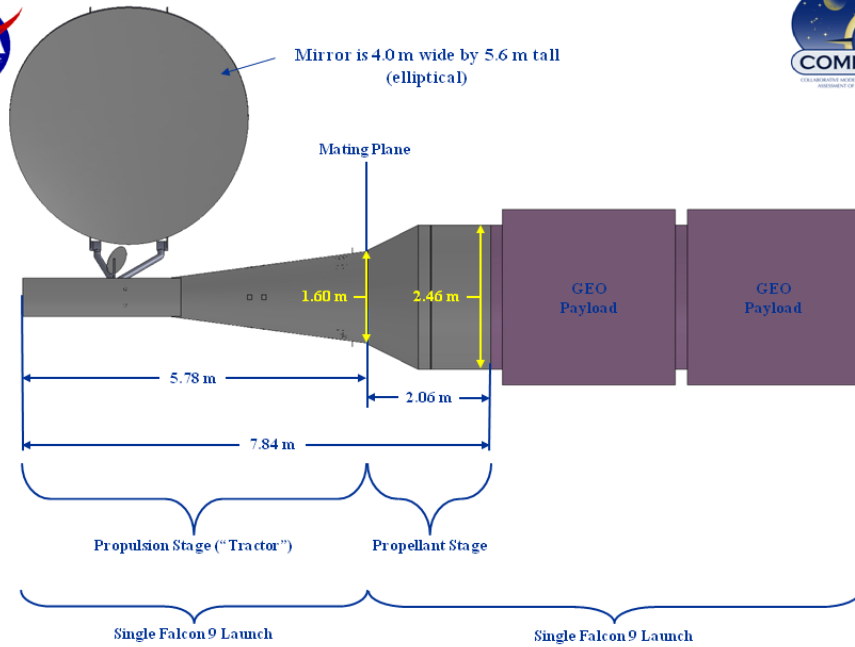 Mirror is 4.0 m wide by 5.6 m tall
(elliptical)
Mating Plane
1.60 m
2.46 m
GEO
Payload
GEO
Payload
5.78 m
2.06 m
7.84 m
Propulsion Stage (“Tractor”)
Propellant Stage
Single Falcon 9 Launch
Single Falcon 9 Launch